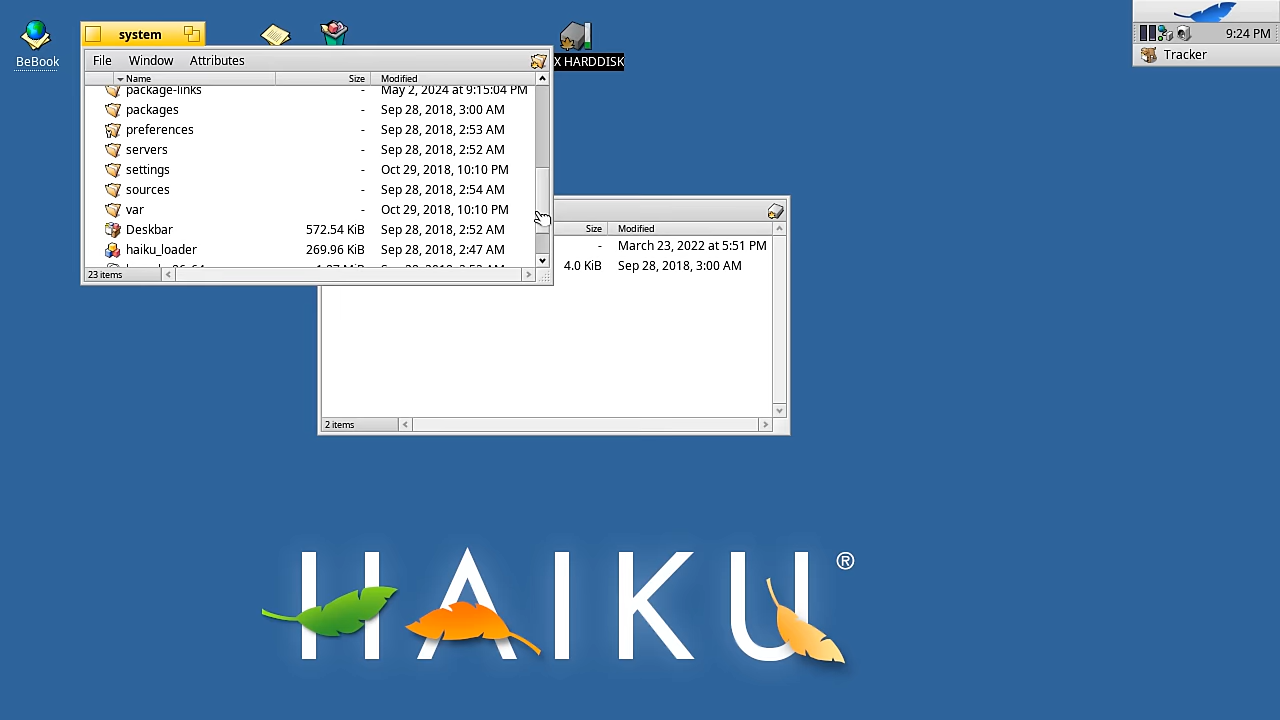 BeBook
system
X HARDDISK
9:24 PM
Tracker
File Window Attributes
Name Size Modified
package-links - May 2, 2024 at 9:15:04 PM
packages - Sep 28, 2018, 3:00 AM
preferences - Sep 28, 2018, 2:53 AM
servers - Sep 28, 2018, 2:52 AM
settings - Oct 29, 2018, 10:10 PM
sources - Sep 28, 2018, 2:54 AM
var - Oct 29, 2018, 10:10 PM
Deskbar 572.54 KiB Sep 28, 2018, 2:52 AM
haiku_loader 269.96 KiB Sep 28, 2018, 2:47 AM
23 items
Size Modified
- March 23, 2022 at 5:51 PM
4.0 KiB Sep 28, 2018, 3:00 AM
2 items
HAIKU®